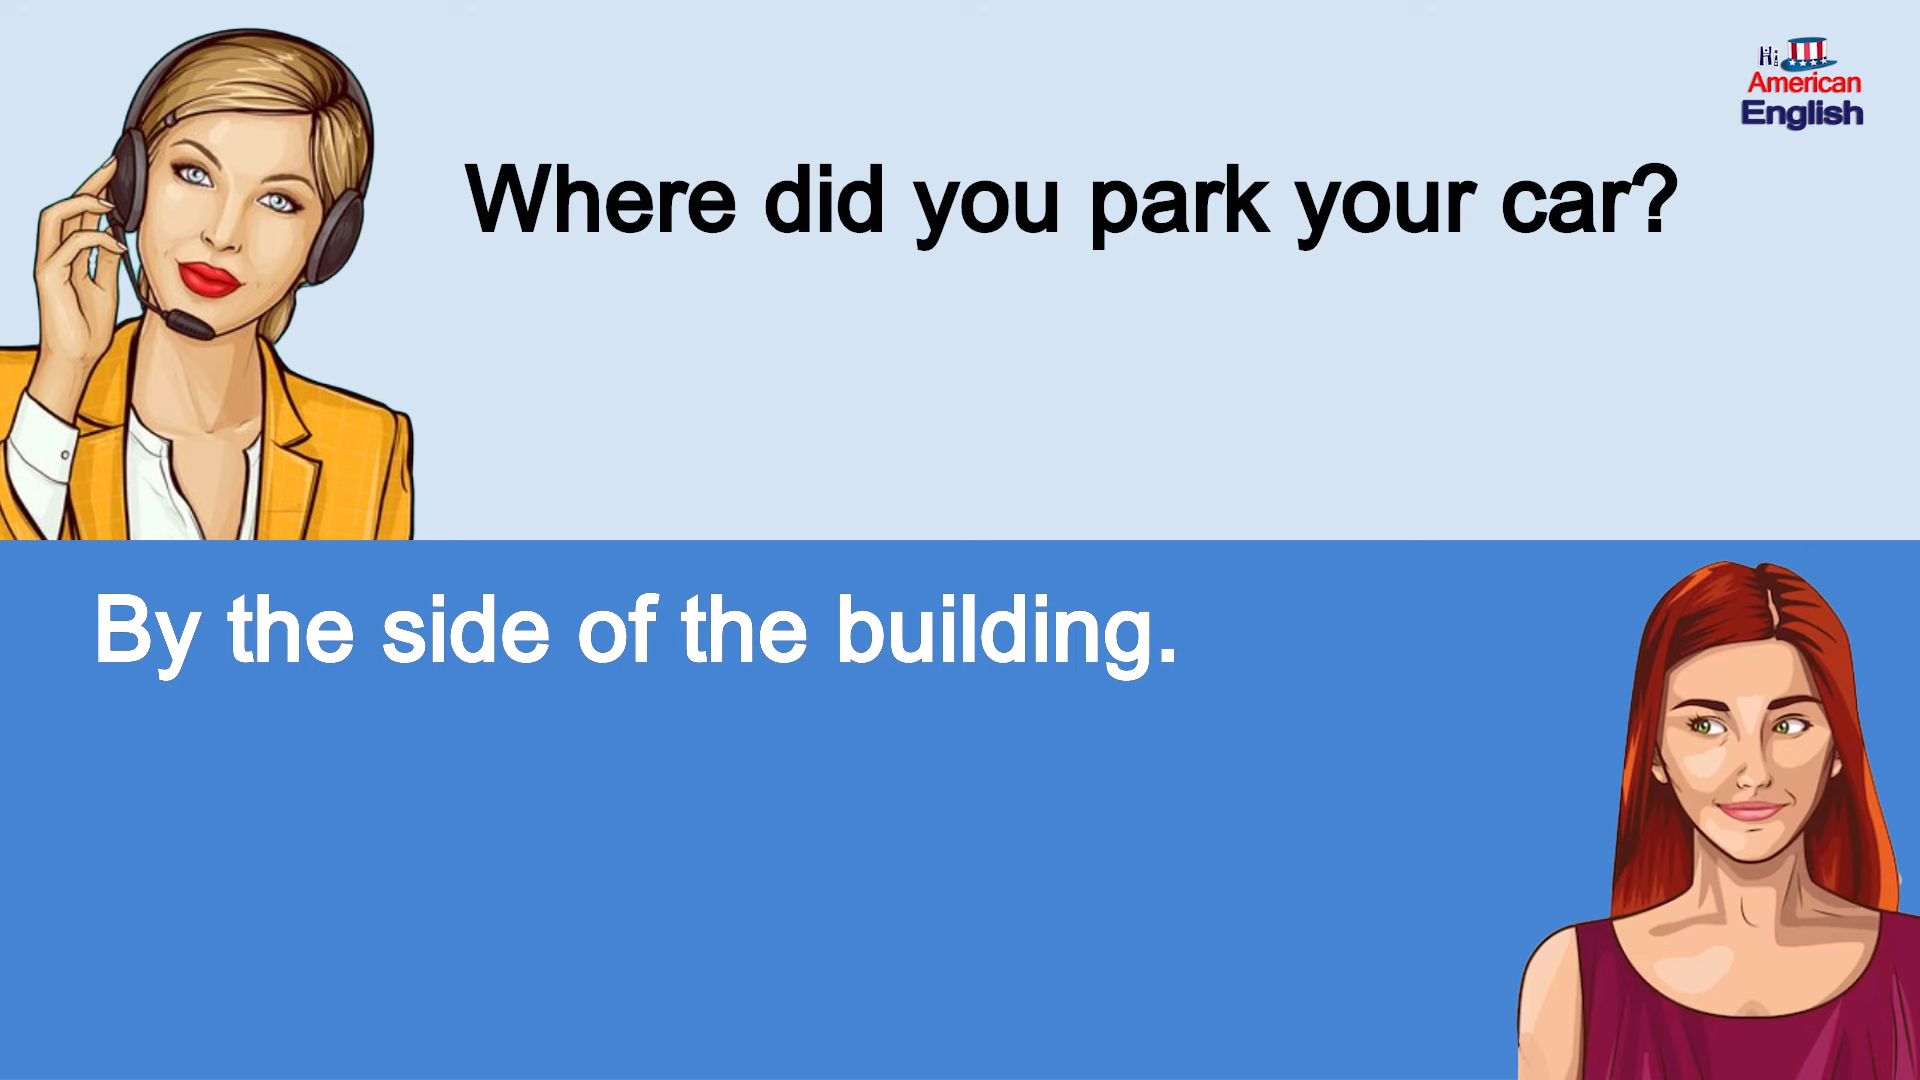 Hi
American
English
Where did you park your car?
By the side of the building.